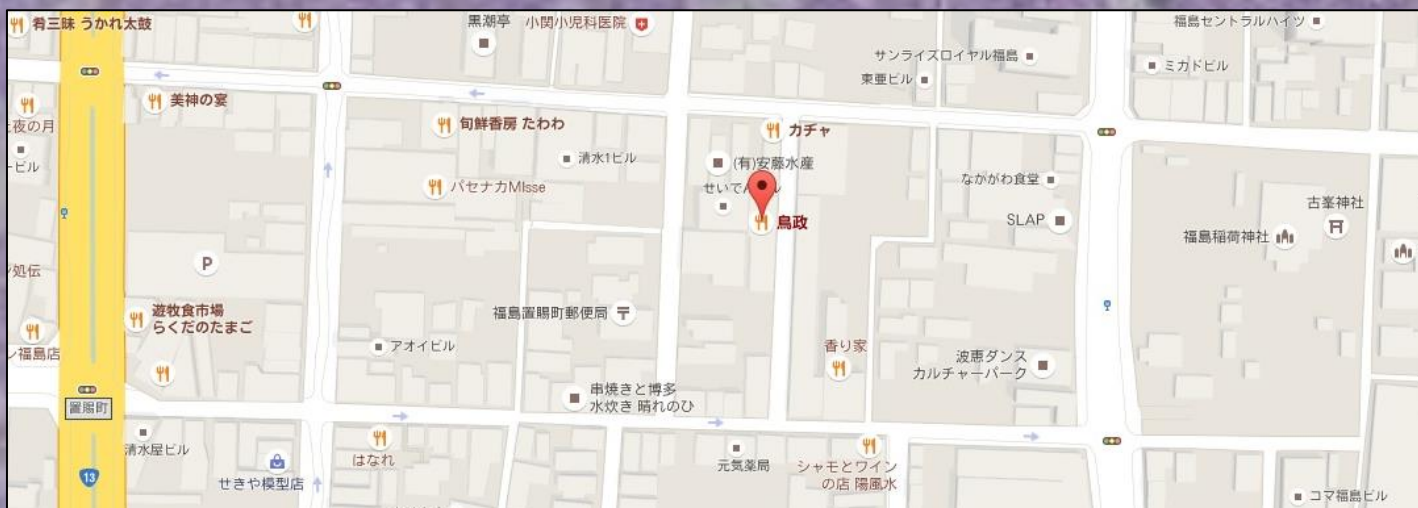 肴三昧 うかれ太鼓
黒潮亭
小関小児科医院
福島セントラルハイツ
サンライズロイヤル福島
東亜ビル
ミカドビル
美神の宴
夜の月
ービル
旬鮮香房 たわわ
清水1ビル
ガチャ
(有)安藤水産
パセナカMIsse
なかがわ食堂
鳥政
SLAP
古峯神社
福島稲荷神社
P
処伝
遊牧食市場
らくだのたまご
福島置賜町郵便局
ン福島店
アオイビル
香り家
波恵ダンス
カルチャーパーク
串焼きと博多
水炊き 晴れのひ
置賜町
清水屋ビル
はなれ
元気薬局
シャモとワイン
の店 陽風水
13
せきや模型店
コマ福島ビル